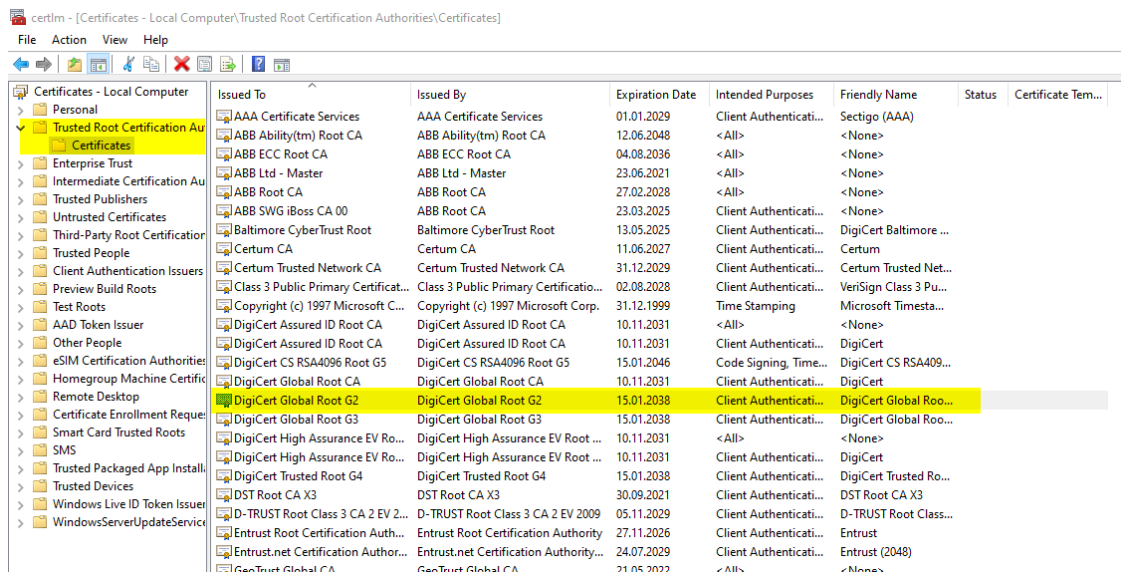 certlm - [Certificates - Local Computer\Trusted Root Certification Authorities\Certificates]
File Action View Help
Certificates - Local Computer
Personal
Trusted Root Certification Au
Certificates
Enterprise Trust
Intermediate Certification Au
Trusted Publishers
Untrusted Certificates
Third-Party Root Certification
Trusted People
Client Authentication Issuers
Preview Build Roots
Test Roots
AAD Token Issuer
Other People
eSIM Certification Authorities
Homegroup Machine Certific
Remote Desktop
Certificate Enrollment Reques
Smart Card Trusted Roots
SMS
Trusted Packaged App Install
Trusted Devices
Windows Live ID Token Issuer
WindowsServerUpdateService
Issued To Issued By Expiration Date Intended Purposes Friendly Name Status Certificate Tem...
AAA Certificate Services AAA Certificate Services 01.01.2029 Client Authenticati... Sectigo (AAA)
ABB Ability(tm) Root CA ABB Ability(tm) Root CA 12.06.2048 <All> <None>
ABB ECC Root CA ABB ECC Root CA 04.08.2036 <All> <None>
ABB Ltd - Master ABB Ltd - Master 23.06.2021 <All> <None>
ABB Root CA ABB Root CA 27.02.2028 <All> <None>
ABB SWG iBoss CA 00 ABB Root CA 23.03.2025 Client Authenticati... <None>
Baltimore CyberTrust Root Baltimore CyberTrust Root 13.05.2025 Client Authenticati... DigiCert Baltimore ...
Certum CA Certum CA 11.06.2027 Client Authenticati... Certum
Certum Trusted Network CA Certum Trusted Network CA 31.12.2029 Client Authenticati... Certum Trusted Net...
Class 3 Public Primary Certificat... Class 3 Public Primary Certificatio... 02.08.2028 Client Authenticati... VeriSign Class 3 Pu...
Copyright (c) 1997 Microsoft C... Copyright (c) 1997 Microsoft Corp. 31.12.1999 Time Stamping Microsoft Timesta...
DigiCert Assured ID Root CA DigiCert Assured ID Root CA 10.11.2031 <All> <None>
DigiCert Assured ID Root CA DigiCert Assured ID Root CA 10.11.2031 Client Authenticati... DigiCert
DigiCert CS RSA4096 Root G5 DigiCert CS RSA4096 Root G5 15.01.2046 Code Signing, Time... DigiCert CS RSA409...
DigiCert Global Root CA DigiCert Global Root CA 10.11.2031 Client Authenticati... DigiCert
DigiCert Global Root G2 DigiCert Global Root G2 15.01.2038 Client Authenticati... DigiCert Global Roo...
DigiCert Global Root G3 DigiCert Global Root G3 15.01.2038 Client Authenticati... DigiCert Global Roo...
DigiCert High Assurance EV Ro... DigiCert High Assurance EV Root ... 10.11.2031 <All> <None>
DigiCert High Assurance EV Ro... DigiCert High Assurance EV Root ... 10.11.2031 Client Authenticati... DigiCert
DigiCert Trusted Root G4 DigiCert Trusted Root G4 15.01.2038 Client Authenticati... DigiCert Trusted Ro...
DST Root CA X3 DST Root CA X3 30.09.2021 Client Authenticati... DST Root CA X3
D-TRUST Root Class 3 CA 2 EV 2... D-TRUST Root Class 3 CA 2 EV 2009 05.11.2029 Client Authenticati... D-TRUST Root Class...
Entrust Root Certification Auth... Entrust Root Certification Authority 27.11.2026 Client Authenticati... Entrust
Entrust.net Certification Author... Entrust.net Certification Authority... 24.07.2029 Client Authenticati... Entrust (2048)
GeoTrust Global CA GeoTrust Global CA 21.05.2022 <All> <None>